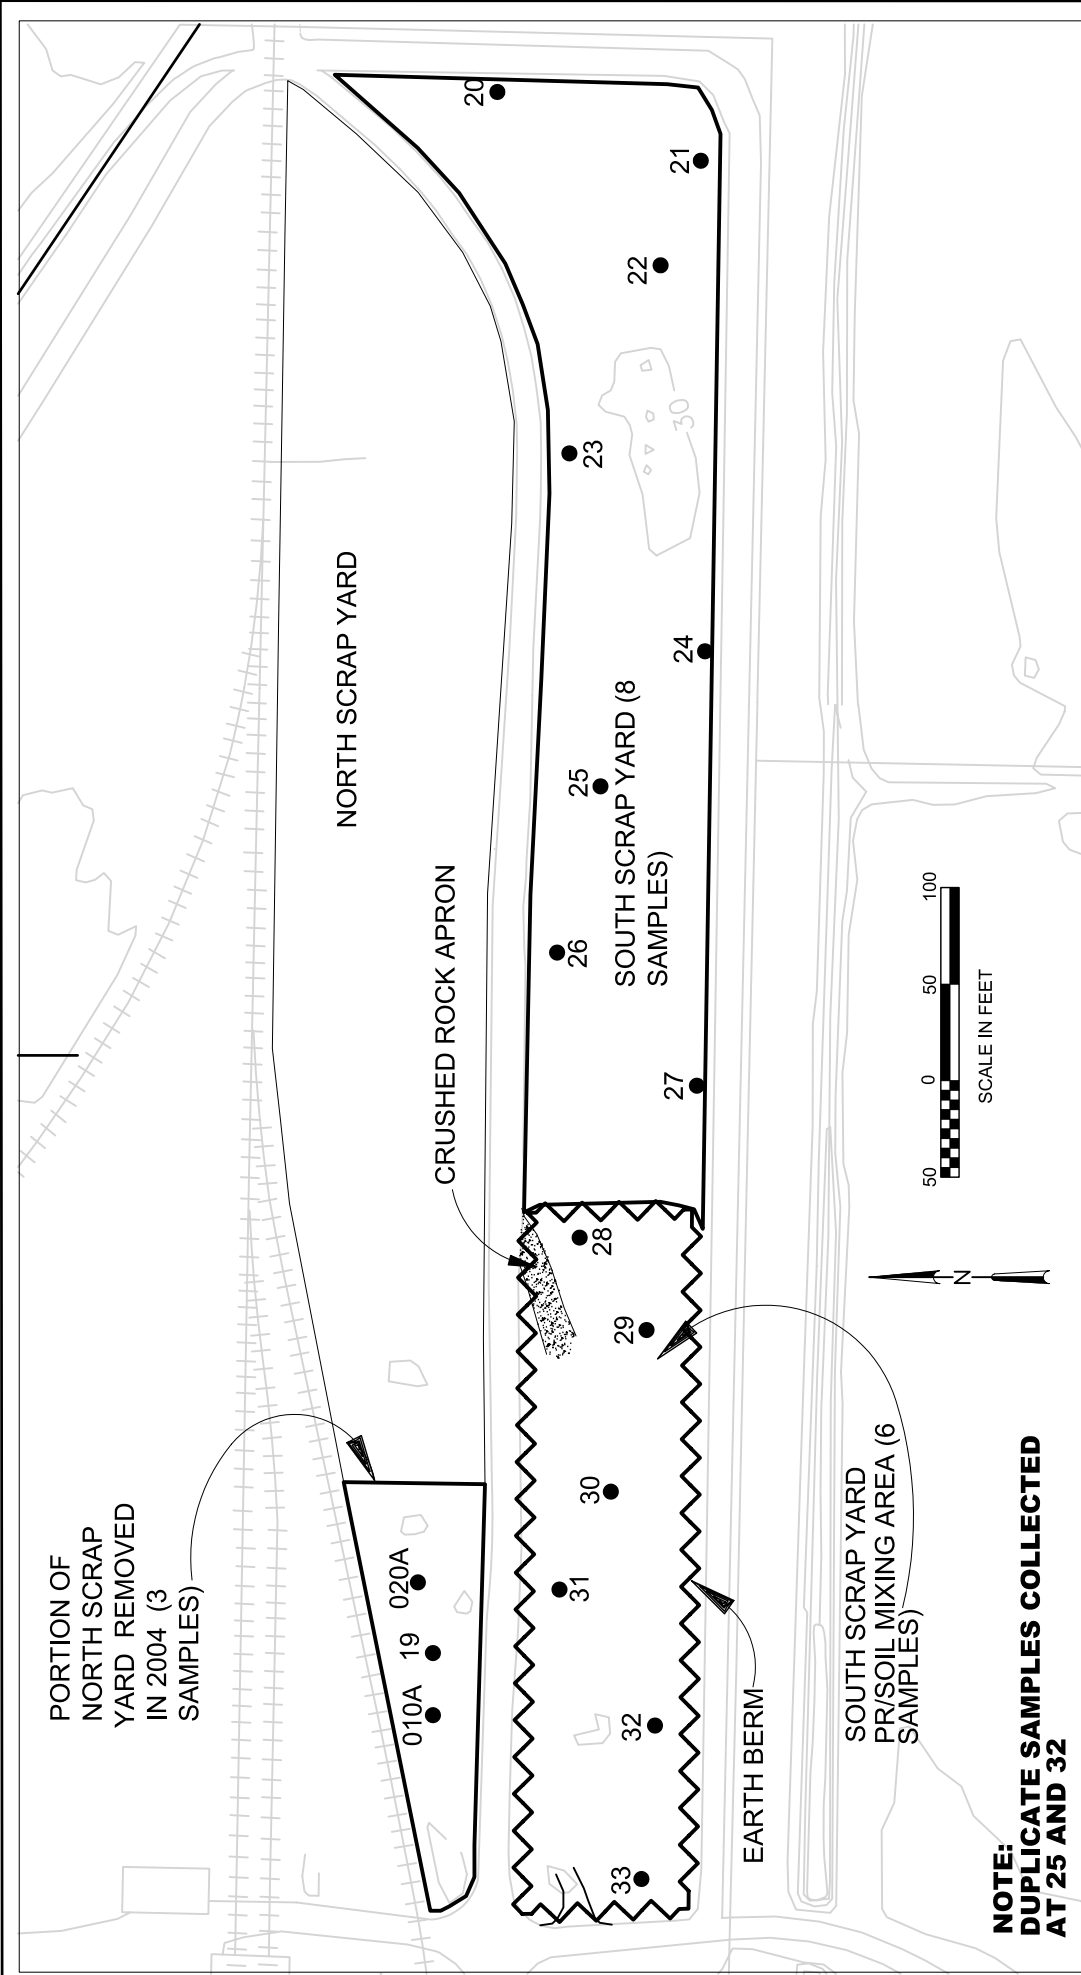 PORTION OF
NORTH SCRAP
YARD REMOVED
IN 2004 (3
SAMPLES)
010A
19
020A
NORTH SCRAP YARD
CRUSHED ROCK APRON
20
21
22
23
30
24
25
SOUTH SCRAP YARD (8
SAMPLES)
26
27
28
29
30
31
32
33
EARTH BERM
SOUTH SCRAP YARD
PR/SOIL MIXING AREA (6
SAMPLES)
N
50
0
50
100
SCALE IN FEET
NOTE:
DUPLICATE SAMPLES COLLECTED
AT 25 AND 32